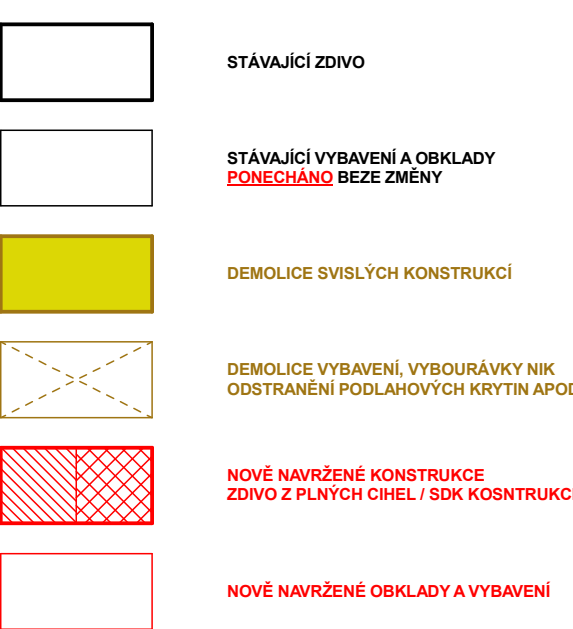 STÁVAJÍCÍ ZDIVO
STÁVAJÍCÍ VYBAVENÍ A OBKLADY
PONECHÁNO BEZE ZMĚNY
DEMOLICE SVISLÝCH KONSTRUKCÍ
DEMOLICE VYBAVENÍ, VYBOURÁVKY NIK
ODSTRANĚNÍ PODLAHOVÝCH KRYTIN APOD
NOVĚ NAVRŽENÉ KONSTRUKCE
ZDIVO Z PLNÝCH CIHEL / SDK KOSNTRUKCE
NOVĚ NAVRŽENÉ OBKLADY A VYBAVENÍ